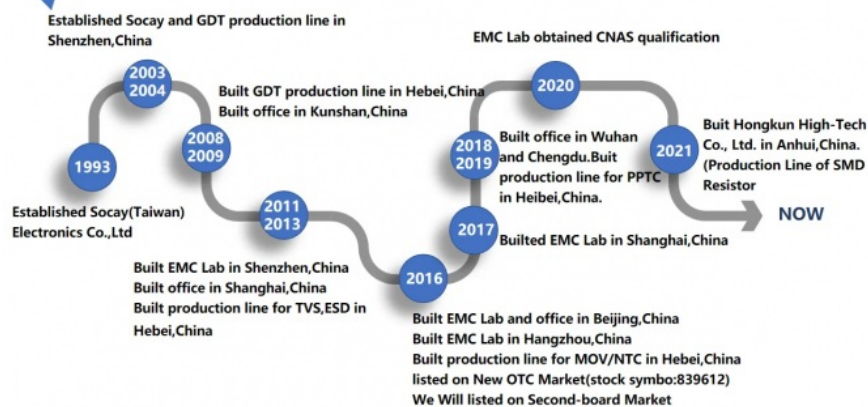 Established Socay and GDT production line in
Shenzhen,China
EMC Lab obtained CNAS qualification
2003
2004
2020
Built GDT production line in Hebei,China
Built office in Kunshan,China
Buit Hongkun High-Tech
Co., Ltd. in Anhui,China.
(Production Line of SMD
Resistor
2008
2009
2018
2019
Built office in Wuhan
and Chengdu.Buit
production line for PPTC
in Heibei,China.
2021
1993
Established Socay(Taiwan)
Electronics Co.,Ltd
2011
2013
NOW
2017
Builted EMC Lab in Shanghai,China
Built EMC Lab in Shenzhen,China
Built office in Shanghai,China
Built production line for TVS,ESD in
Hebei,China
2016
Built EMC Lab and office in Beijing,China
Built EMC Lab in Hangzhou,China
Built production line for MOV/NTC in Hebei,China
listed on New OTC Market(stock symbo:839612)
We Will listed on Second-board Market